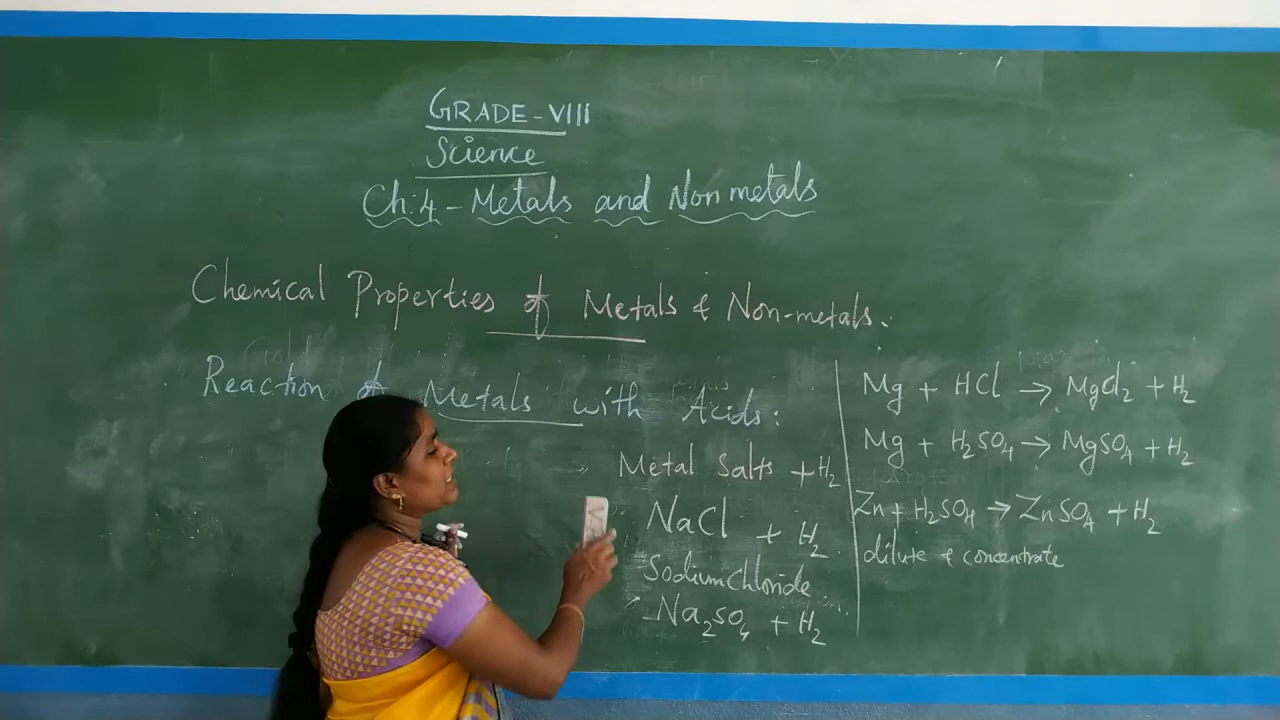 GRADE-VIII
Science
Ch:4-Metals and Non metals
Chemical Properties of Metals & Non-metals.
Reaction of Metals with Acids:
→ Metal Salts + H₂
NaCl + H₂
Sodium Chloride
Na₂SO₄ + H₂
Mg + HCl → MgCl₂ + H₂
Mg + H₂SO₄ → MgSO₄ + H₂
Zn + H₂SO₄ → ZnSO₄ + H₂
dilute & concentrate